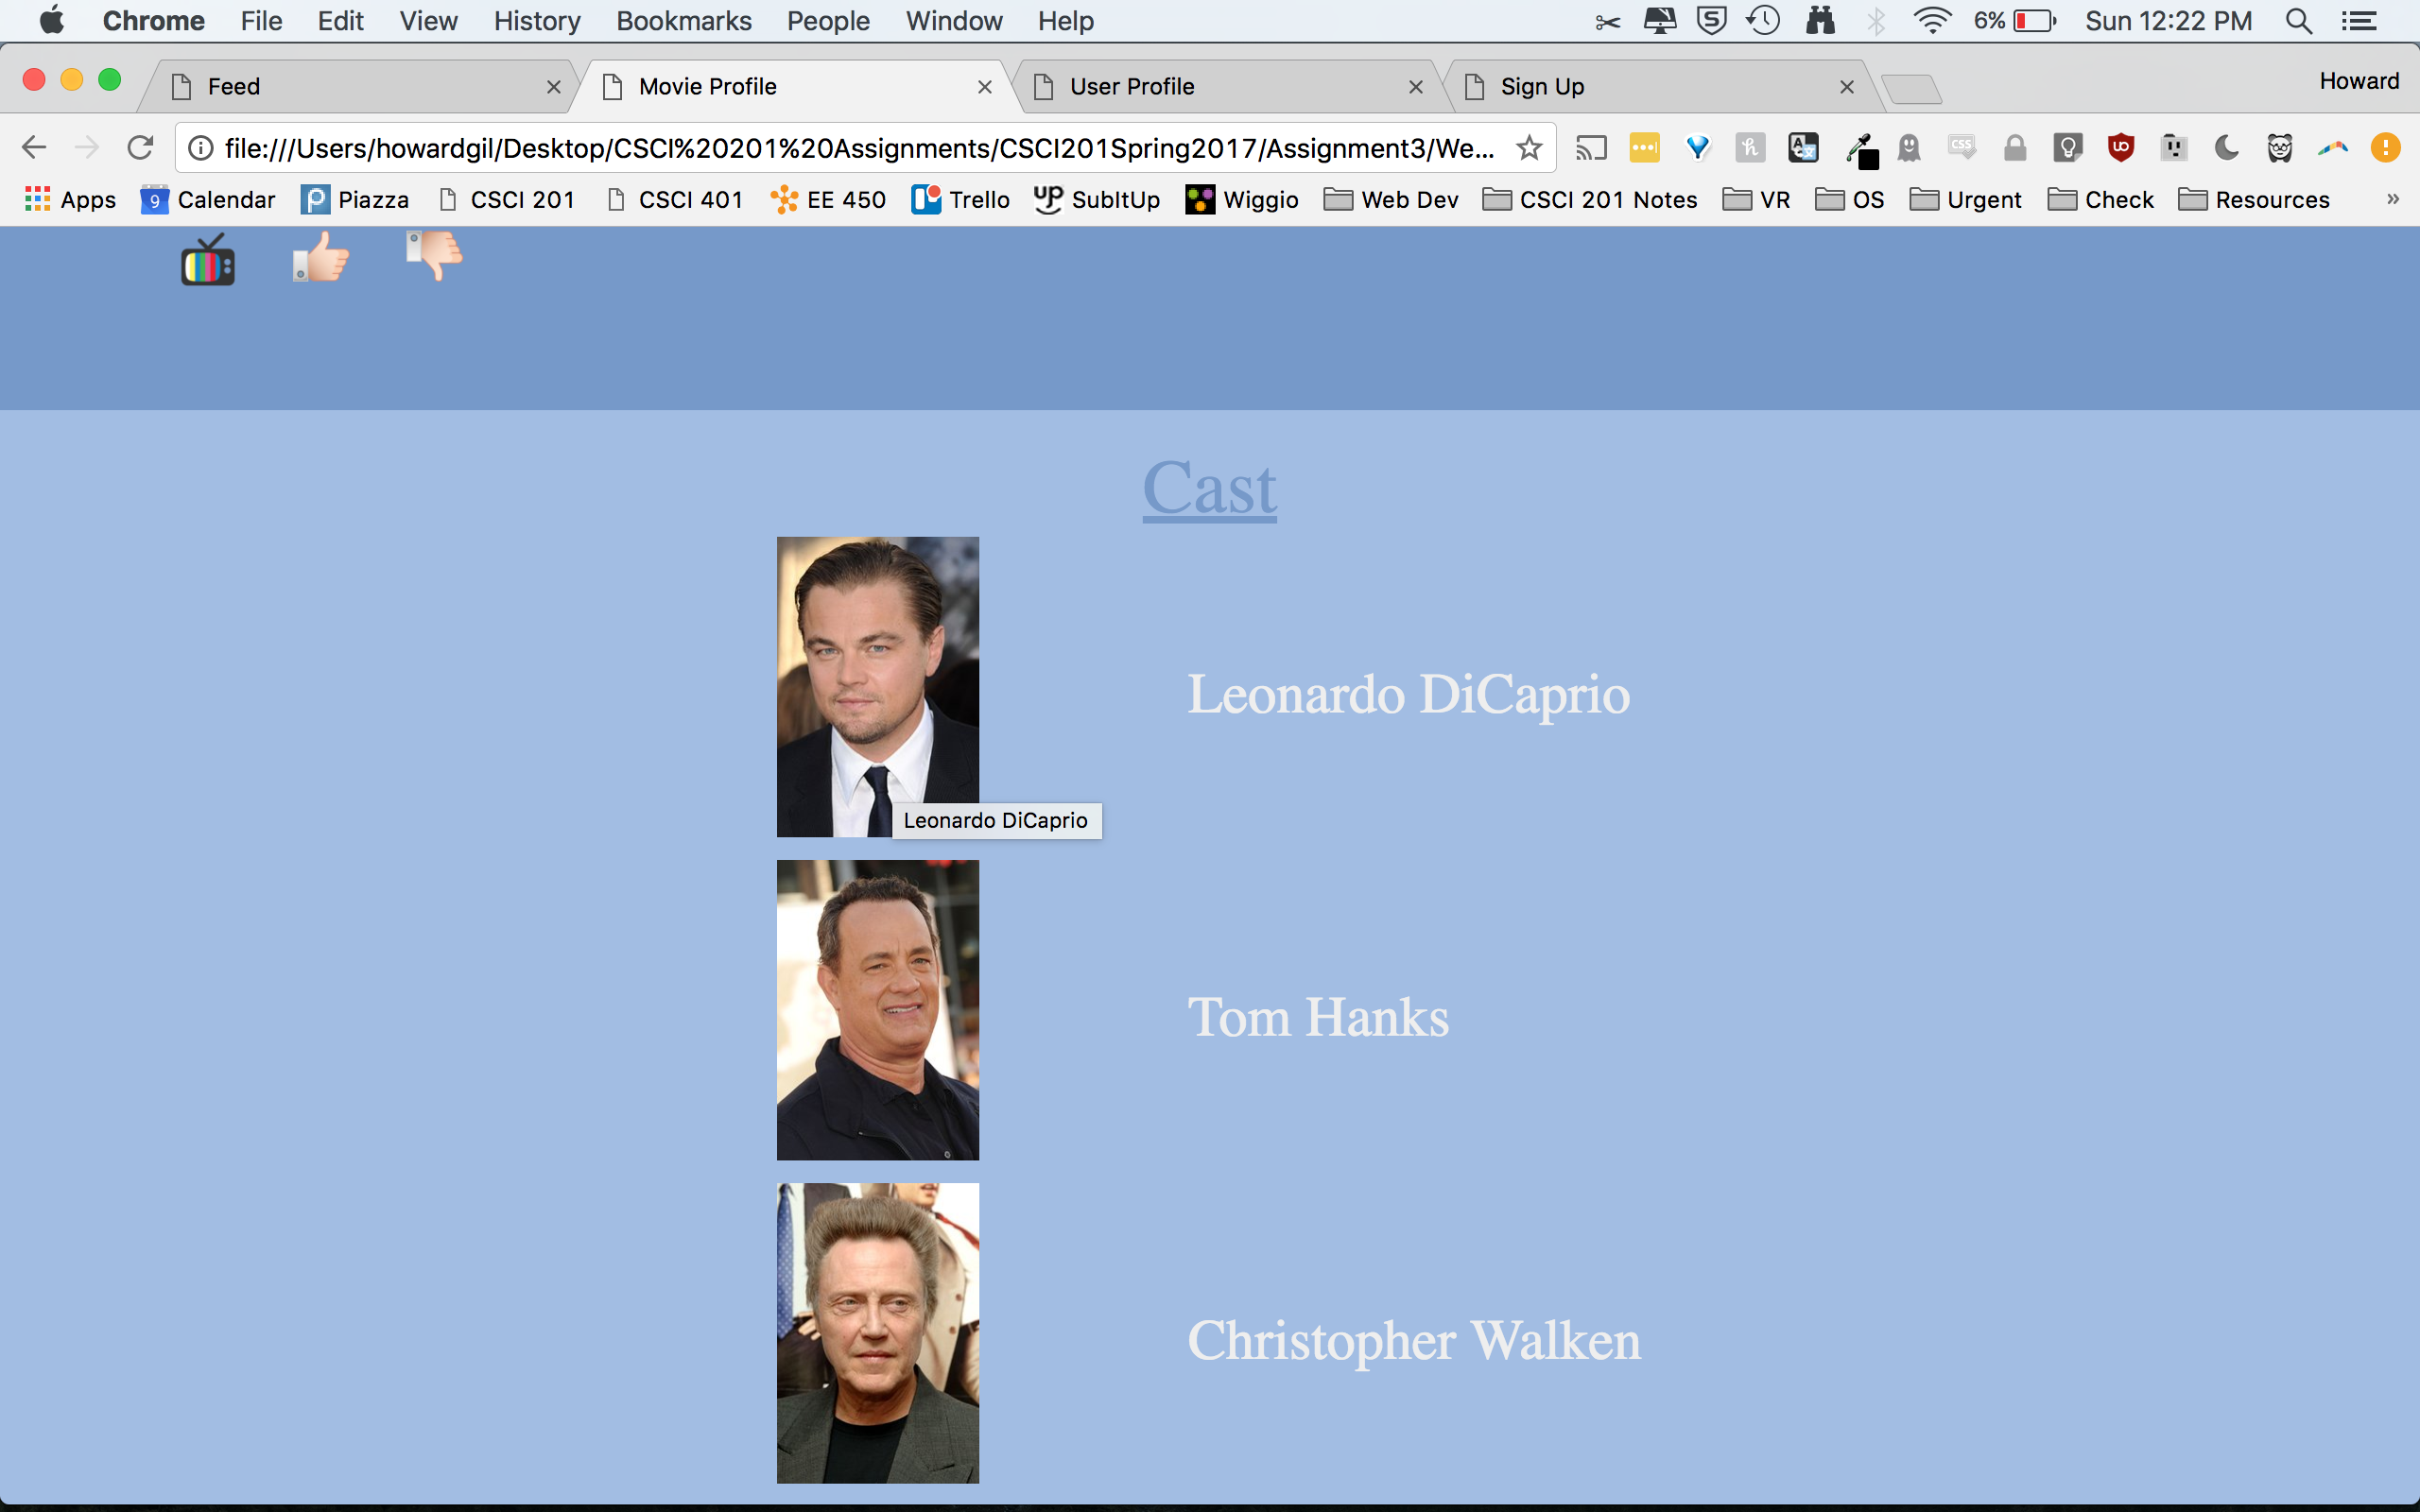 Chrome File Edit View History Bookmarks People Window Help 6% Sun 12:22 PM
Feed Movie Profile User Profile Sign Up Howard
file:///Users/howardgil/Desktop/CSCI%20201%20Assignments/CSCI201Spring2017/Assignment3/We...
Apps 9 Calendar Piazza CSCI 201 CSCI 401 EE 450 Trello up SubItUp Wiggio Web Dev CSCI 201 Notes VR OS Urgent Check Resources »
Cast
Leonardo DiCaprio
Leonardo DiCaprio
Tom Hanks
Christopher Walken